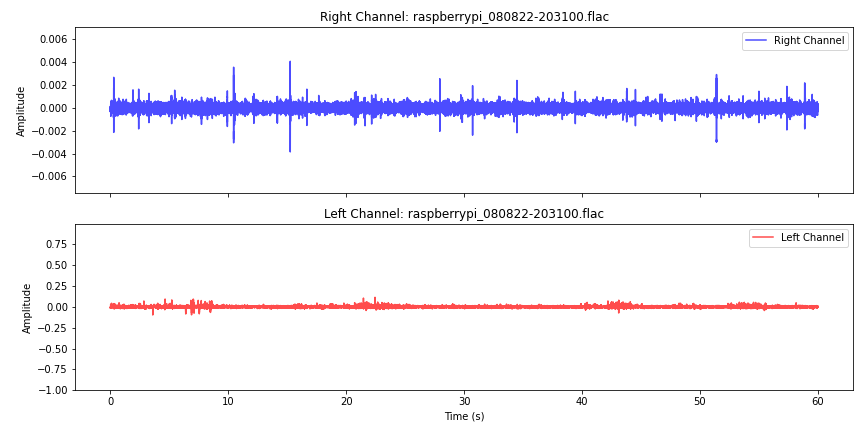 Right Channel: raspberrypi_080822-203100.flac
0.006
0.004
0.002
0.000
−0.002
−0.004
−0.006
Amplitude
Right Channel
Left Channel: raspberrypi_080822-203100.flac
0.75
0.50
0.25
0.00
−0.25
−0.50
−0.75
−1.00
Amplitude
Left Channel
0 10 20 30 40 50 60
Time (s)